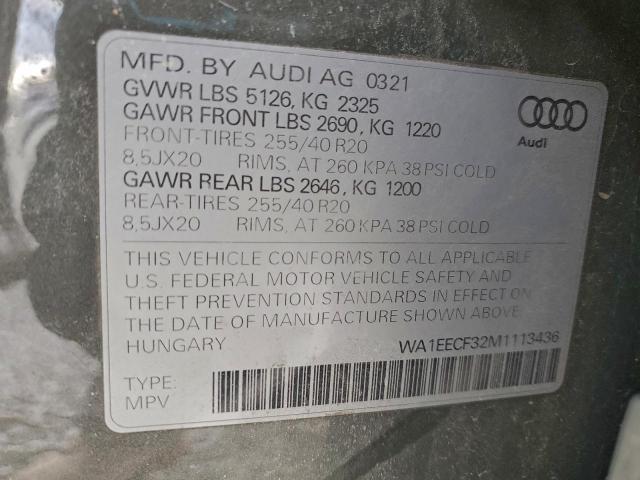 MFD. BY AUDI AG 0321
GVWR LBS 5126, KG 2325
GAWR FRONT LBS 2690, KG 1220
FRONT-TIRES 255/40 R20
8,5JX20 RIMS, AT 260 KPA 38 PSI COLD
GAWR REAR LBS 2646, KG 1200
REAR-TIRES 255/40 R20
8,5JX20 RIMS, AT 260 KPA 38 PSI COLD
Audi
THIS VEHICLE CONFORMS TO ALL APPLICABLE
U.S. FEDERAL MOTOR VEHICLE SAFETY AND
THEFT PREVENTION STANDARDS IN EFFECT ON
THE DATE OF MANUFACTURE SHOWN ABOVE.
HUNGARY WA1EECF32M1113436
TYPE:
MPV